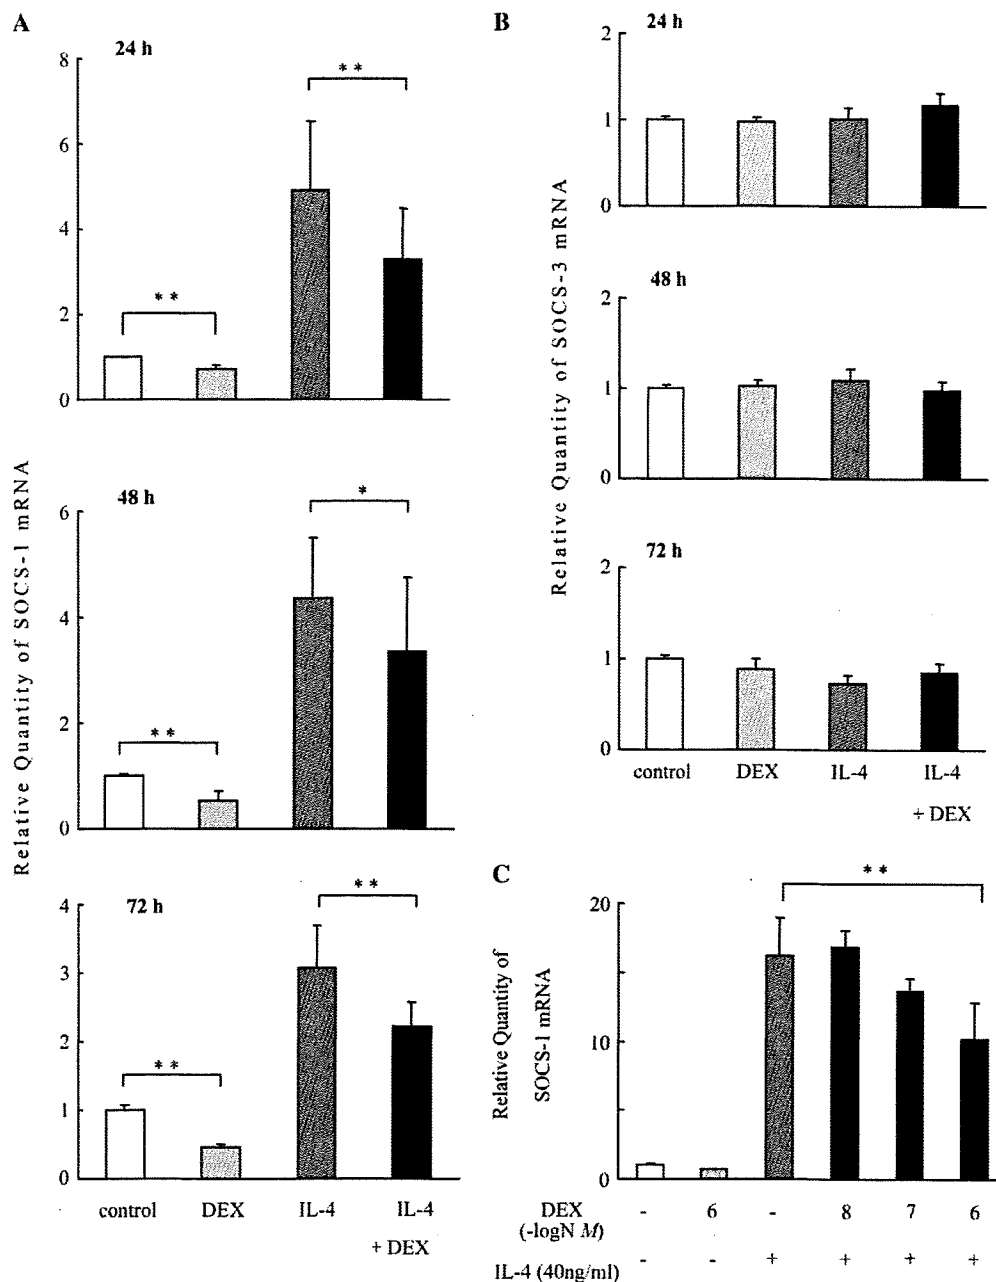 A
24 h
8
6
4
2
0
* *
* *
48 h
6
4
2
0
* *
*
72 h
4
3
2
1
0
* *
* *
control DEX IL-4 IL-4
+ DEX
Relative Quantity of SOCS-1 mRNA
B
24 h
2
1
0
48 h
2
1
0
72 h
2
1
0
control DEX IL-4 IL-4
+ DEX
Relative Quantity of SOCS-3 mRNA
C
* *
20
10
0
Relative Quantity of
SOCS-1 mRNA
DEX - 6 - 8 7 6
(-logN M)
IL-4 (40ng/ml) - - + + + +